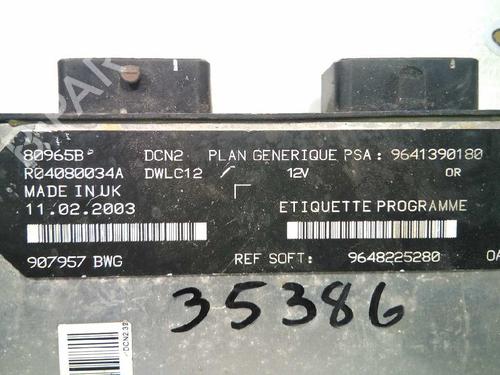 80965B DCN2 PLAN GENERIQUE PSA: 9641390180
R04080034A DWLC12 12V OR
MADE IN UK
11.02.2003 ETIQUETTE PROGRAMME
907957 BWG REF SOFT: 9648225280 0A
35386